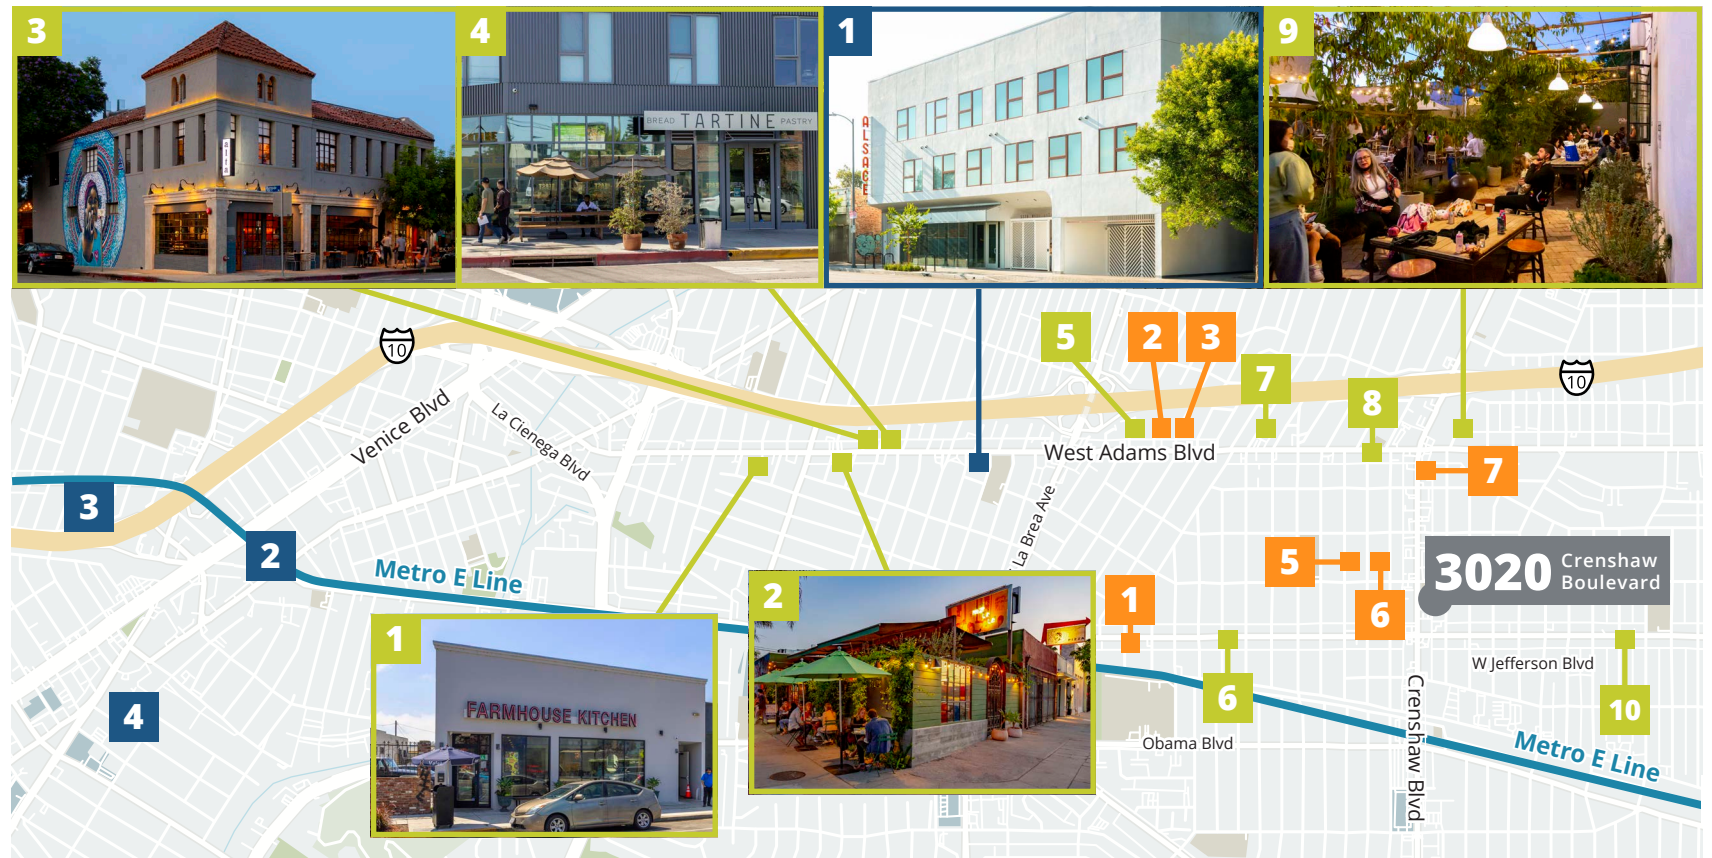 3
4
1
9
alta
BREAD TARTINE PASTRY
ALSACE
10
5
2
3
7
8
10
Venice Blvd
La Cienega Blvd
West Adams Blvd
7
La Brea Ave
3
2
Metro E Line
5
6
3020 Crenshaw
Boulevard
1
2
1
FARMHOUSE KITCHEN
W Jefferson Blvd
6
10
4
Obama Blvd
Crenshaw Blvd
Metro E Line